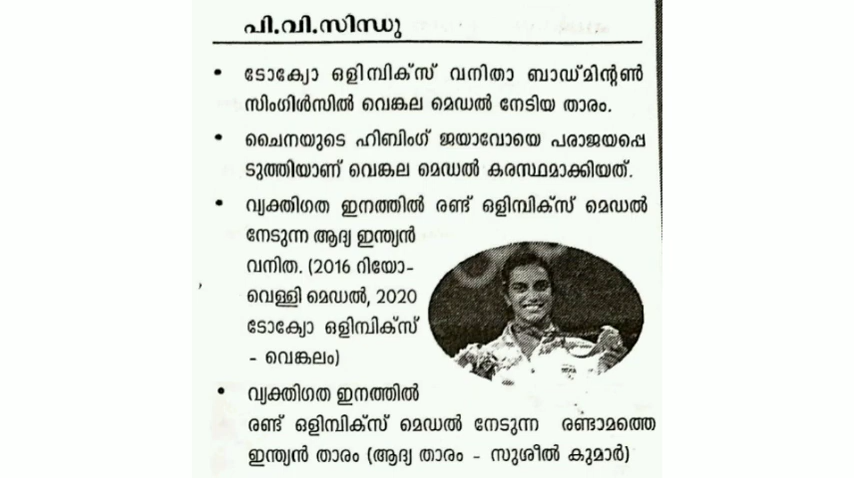 പി.വി.സിന്ധു
• ടോക്യോ ഒളിമ്പിക്സ് വനിതാ ബാഡ്മിന്റൺ
സിംഗിൾസിൽ വെങ്കല മെഡൽ നേടിയ താരം.
• ചൈനയുടെ ഹിബിംഗ് ജയാവോയെ പരാജയപ്പെ
ടുത്തിയാണ് വെങ്കല മെഡൽ കരസ്ഥമാക്കിയത്.
• വ്യക്തിഗത ഇനത്തിൽ രണ്ട് ഒളിമ്പിക്സ് മെഡൽ
നേടുന്ന ആദ്യ ഇന്ത്യൻ
വനിത. (2016 റിയോ-
വെള്ളി മെഡൽ, 2020
ടോക്യോ ഒളിമ്പിക്സ്
- വെങ്കലം)
• വ്യക്തിഗത ഇനത്തിൽ
രണ്ട് ഒളിമ്പിക്സ് മെഡൽ നേടുന്ന രണ്ടാമത്തെ
ഇന്ത്യൻ താരം (ആദ്യ താരം - സുശീൽ കുമാർ)